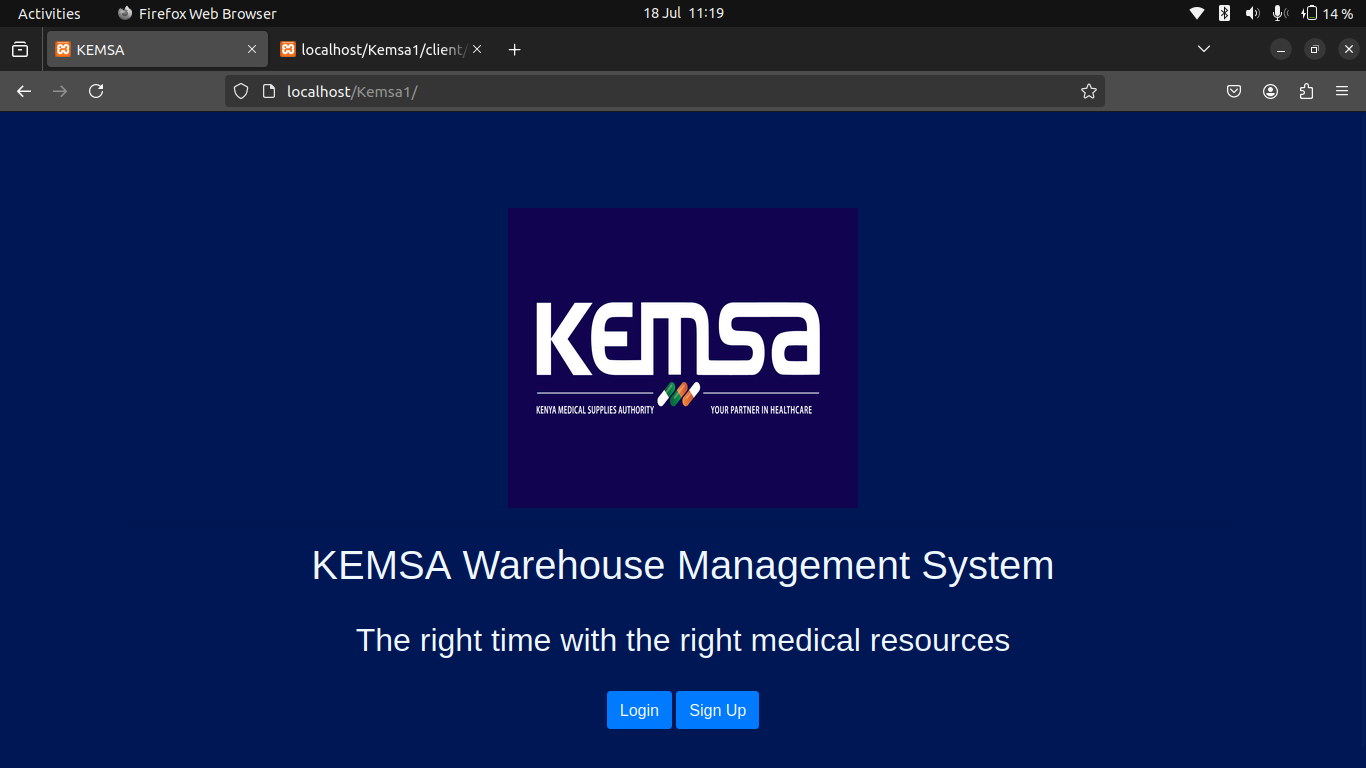 Activities Firefox Web Browser 18 Jul 11:19 14 %
KEMSA localhost/Kemsa1/client/
localhost/Kemsa1/
KEMSA
KENYA MEDICAL SUPPLIES AUTHORITY YOUR PARTNER IN HEALTHCARE
KEMSA Warehouse Management System
The right time with the right medical resources
Login Sign Up